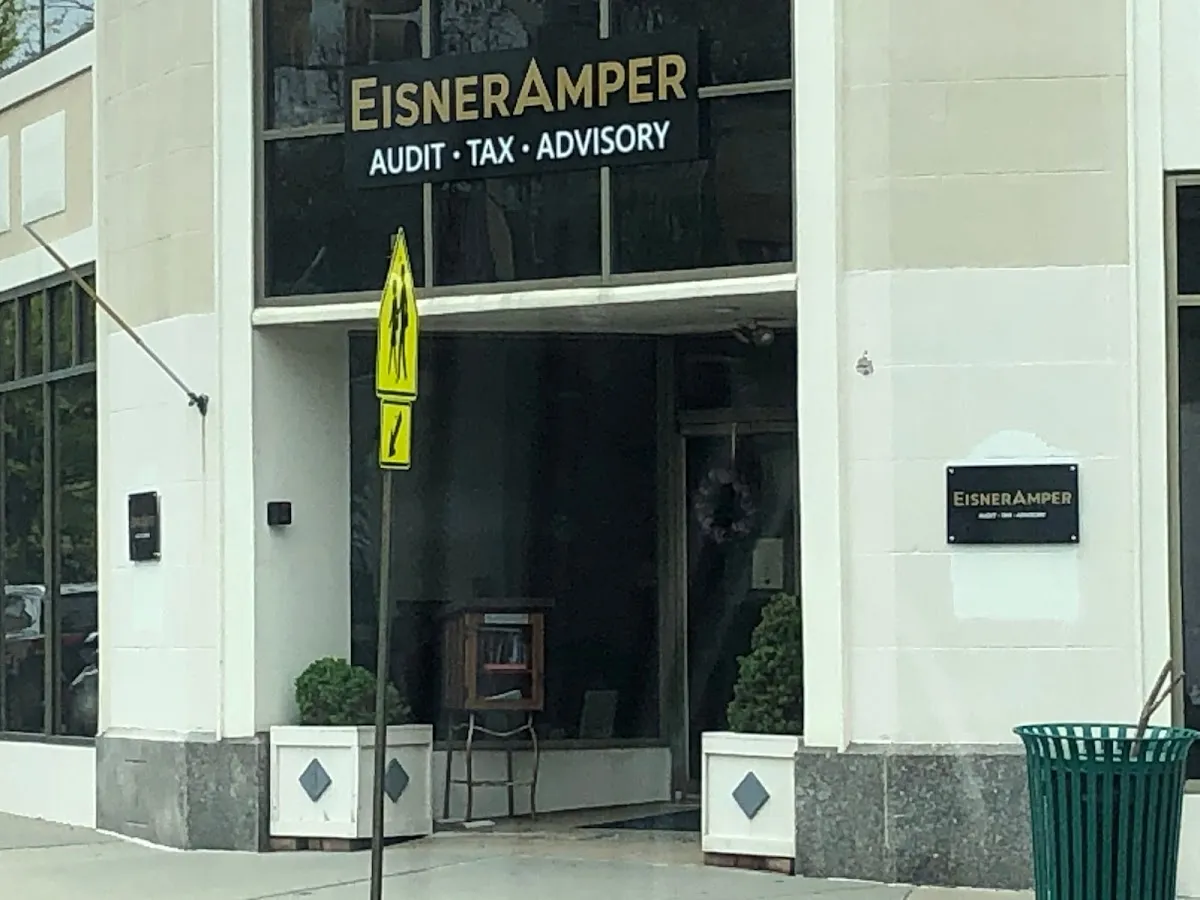 EISNERAMPER
AUDIT · TAX · ADVISORY
EISNERAMPER
AUDIT · TAX · ADVISORY